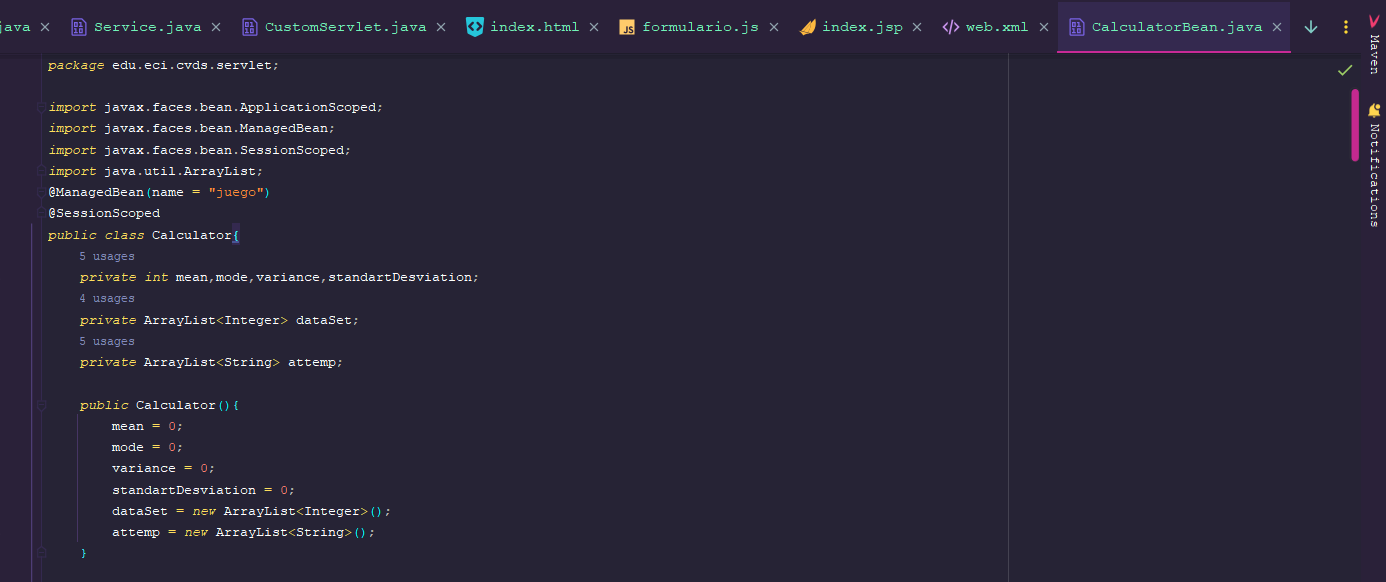 java Service.java CustomServlet.java index.html formulario.js index.jsp web.xml CalculatorBean.java
Maven
Notifications
package edu.eci.cvds.servlet;
import javax.faces.bean.ApplicationScoped;
import javax.faces.bean.ManagedBean;
import javax.faces.bean.SessionScoped;
import java.util.ArrayList;
@ManagedBean(name = "juego")
@SessionScoped
public class Calculator{
5 usages
private int mean,mode,variance,standartDesviation;
4 usages
private ArrayList<Integer> dataSet;
5 usages
private ArrayList<String> attemp;
public Calculator(){
mean = 0;
mode = 0;
variance = 0;
standartDesviation = 0;
dataSet = new ArrayList<Integer>();
attemp = new ArrayList<String>();
}